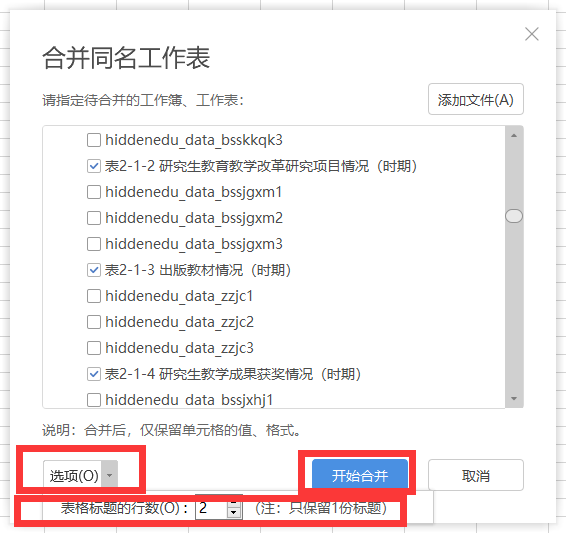 合并同名工作表
请指定待合并的工作簿、工作表：
添加文件(A)
hiddenedu_data_bsskkqk3
表2-1-2 研究生教育教学改革研究项目情况（时期）
hiddenedu_data_bssjgxm1
hiddenedu_data_bssjgxm2
hiddenedu_data_bssjgxm3
表2-1-3 出版教材情况（时期）
hiddenedu_data_zzjc1
hiddenedu_data_zzjc2
hiddenedu_data_zzjc3
表2-1-4 研究生教学成果获奖情况（时期）
hiddenedu_data_bssjxhj1
说明：合并后，仅保留单元格的值、格式。
选项(O)
开始合并
取消
表格标题的行数(O)：2 （注：只保留1份标题）